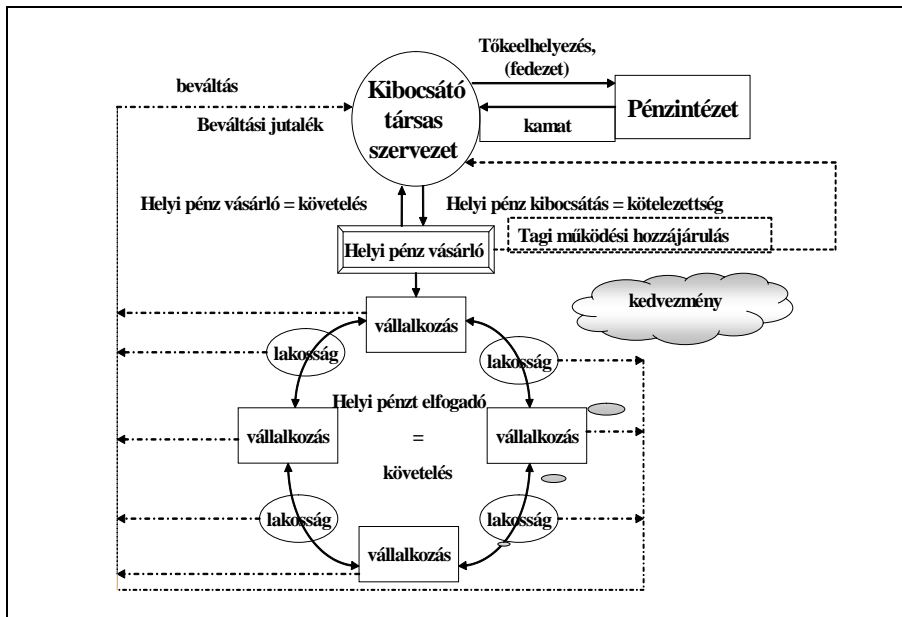 Tőkeelhelyezés,
(fedezet)
beváltás
Kibocsátó
társas
szervezet
Pénzintézet
Beváltási jutalék
kamat
Helyi pénz vásárló = követelés
Helyi pénz kibocsátás = kötelezettség
Tagi működési hozzájárulás
Helyi pénz vásárló
kedvezmény
vállalkozás
lakosság
lakosság
Helyi pénzt elfogadó
vállalkozás
=
vállalkozás
követelés
lakosság
lakosság
vállalkozás